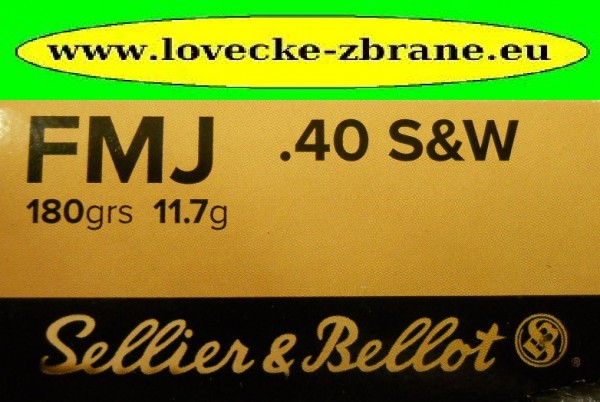 www.lovecke-zbrane.eu
FMJ .40 S&W
180grs 11.7g
Sellier & Bellot ®